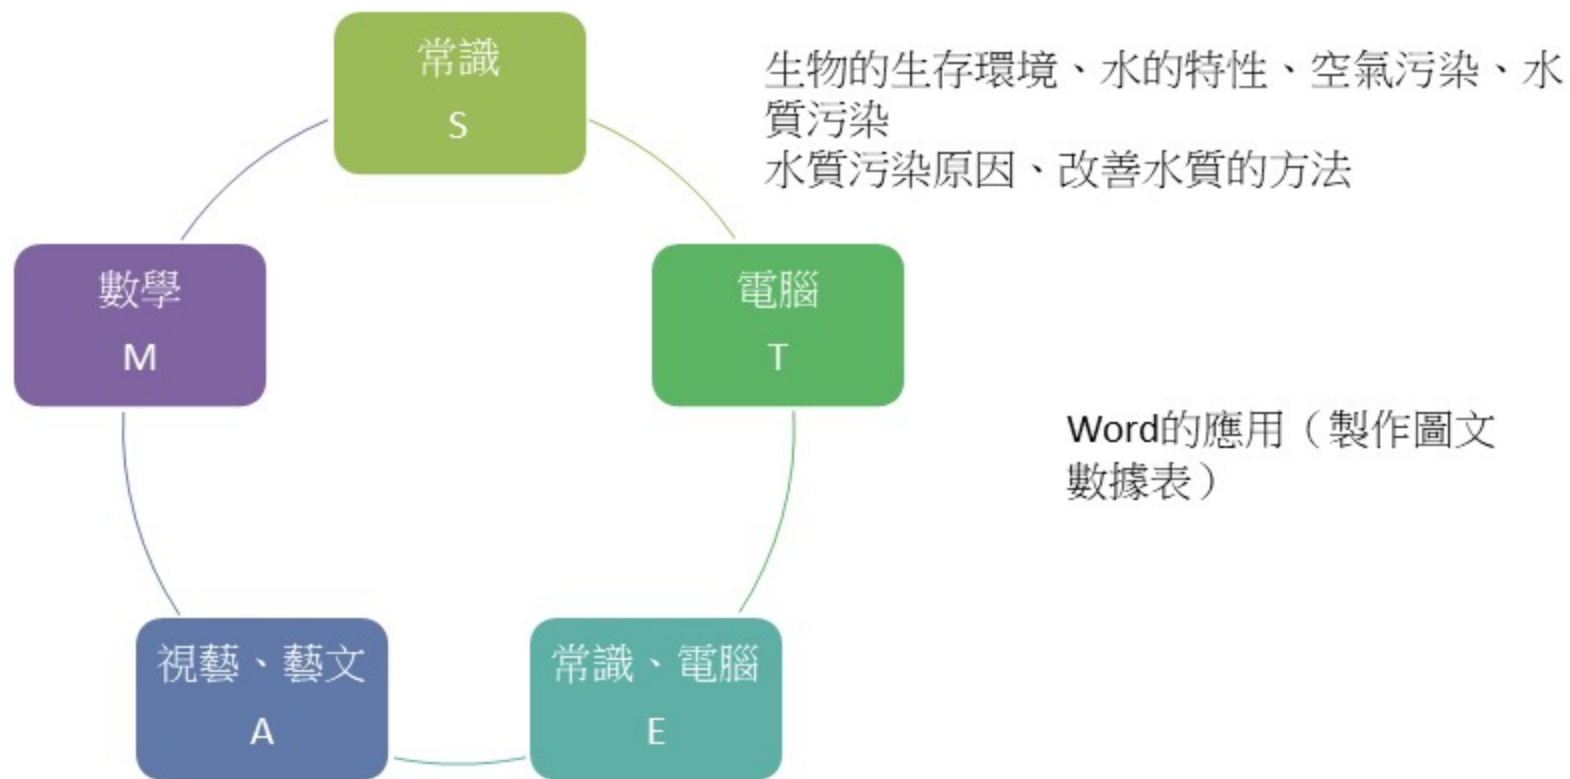 常識
S
生物的生存環境、水的特性、空氣污染、水
質污染
水質污染原因、改善水質的方法
數學
M
電腦
T
Word的應用（製作圖文
數據表）
視藝、藝文
A
常識、電腦
E